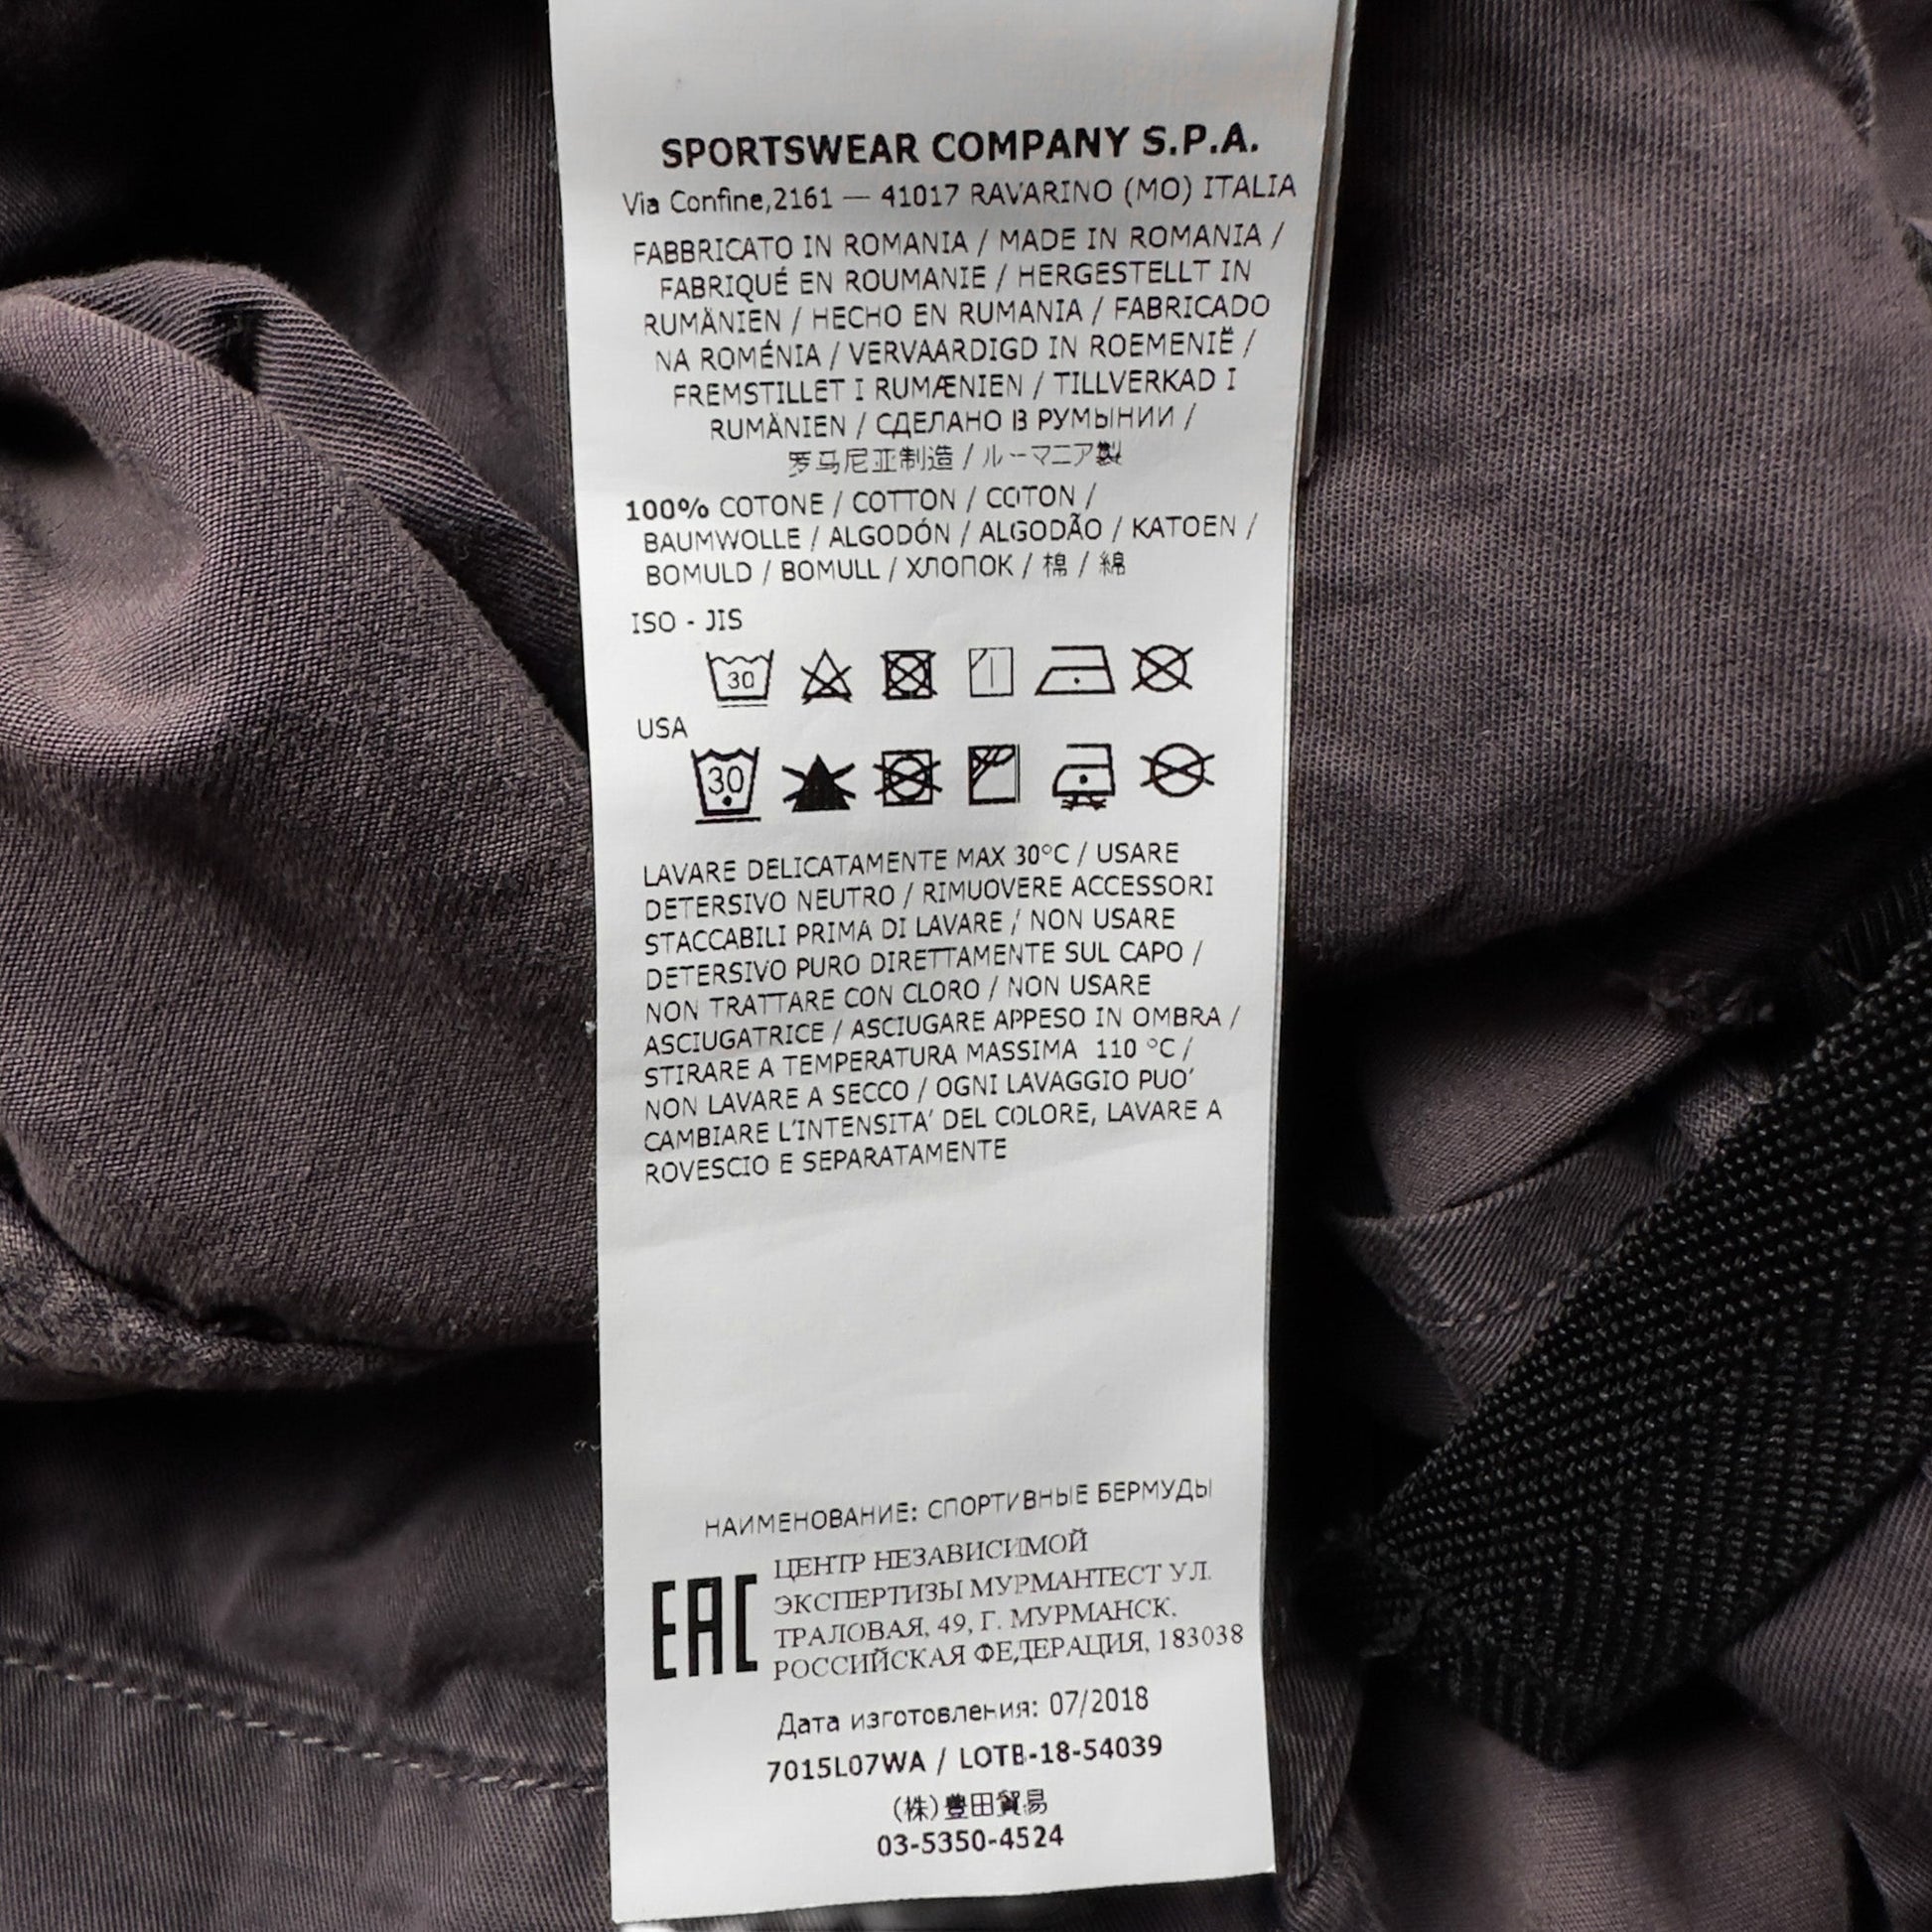 SPORTSWEAR COMPANY S.P.A.
Via Confine,2161 — 41017 RAVARINO (MO) ITALIA
FABBRICATO IN ROMANIA / MADE IN ROMANIA /
FABRIQUÉ EN ROUMANIE / HERGESTELLT IN
RUMÄNIEN / HECHO EN RUMANIA / FABRICADO
NA ROMÉNIA / VERVAARDIGD IN ROEMENIË /
FREMSTILLET I RUMÆNIEN / TILLVERKAD I
RUMÄNIEN / СДЕЛАНО В РУМЫНИИ /
罗马尼亚制造 / ルーマニア製
100% COTONE / COTTON / COTON /
BAUMWOLLE / ALGODÓN / ALGODÃO / KATOEN /
BOMULD / BOMULL / ХЛОПОК / 棉 / 綿
ISO - JIS
30
USA
30
LAVARE DELICATAMENTE MAX 30°C / USARE
DETERSIVO NEUTRO / RIMUOVERE ACCESSORI
STACCABILI PRIMA DI LAVARE / NON USARE
DETERSIVO PURO DIRETTAMENTE SUL CAPO /
NON TRATTARE CON CLORO / NON USARE
ASCIUGATRICE / ASCIUGARE APPESO IN OMBRA /
STIRARE A TEMPERATURA MASSIMA 110 °C /
NON LAVARE A SECCO / OGNI LAVAGGIO PUO'
CAMBIARE L'INTENSITA' DEL COLORE, LAVARE A
ROVESCIO E SEPARATAMENTE
НАИМЕНОВАНИЕ: СПОРТИВНЫЕ БЕРМУДЫ
EAC
ЦЕНТР НЕЗАВИСИМОЙ
ЭКСПЕРТИЗЫ МУРМАНТЕСТ УЛ.
ТРАЛОВАЯ, 49, Г. МУРМАНСК.
РОССИЙСКАЯ ФЕДЕРАЦИЯ, 183038
Дата изготовления: 07/2018
7015L07WA / LOTB-18-54039
(株)豊田貿易
03-5350-4524